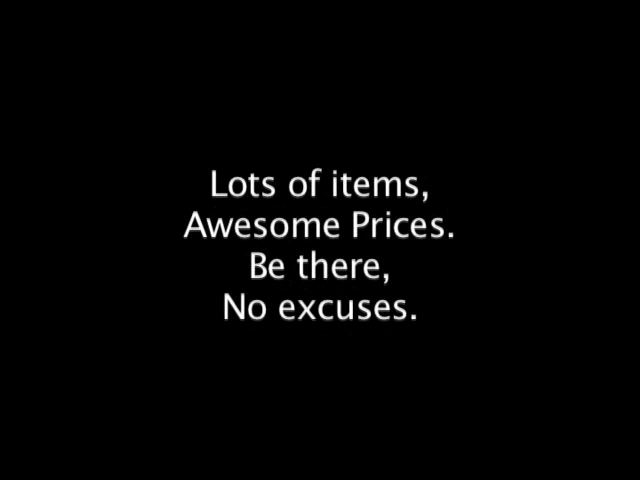 Lots of items,
Awesome Prices.
Be there,
No excuses.